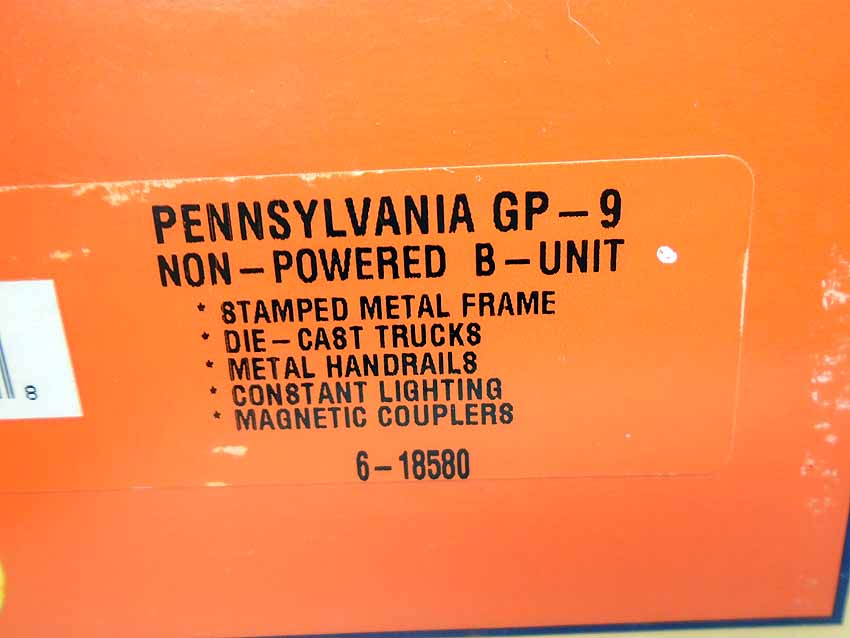 PENNSYLVANIA GP-9
NON-POWERED B-UNIT
* STAMPED METAL FRAME
* DIE-CAST TRUCKS
* METAL HANDRAILS
* CONSTANT LIGHTING
* MAGNETIC COUPLERS
8
6-18580